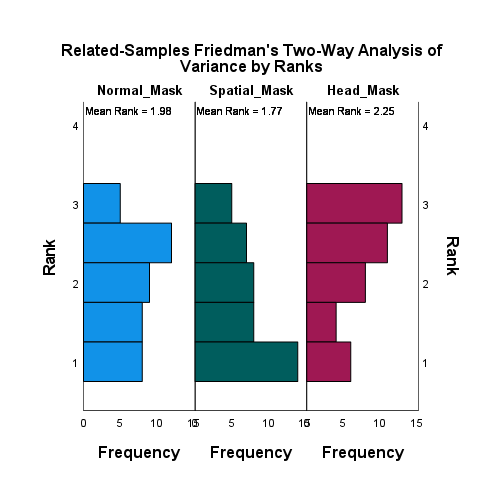 Related-Samples Friedman's Two-Way Analysis of
Variance by Ranks
Normal_Mask Spatial_Mask Head_Mask
Mean Rank = 1.98 Mean Rank = 1.77 Mean Rank = 2.25
4 4
3 3
Rank Rank
2 2
1 1
0 5 10 15 5 10 15 5 10 15
Frequency Frequency Frequency